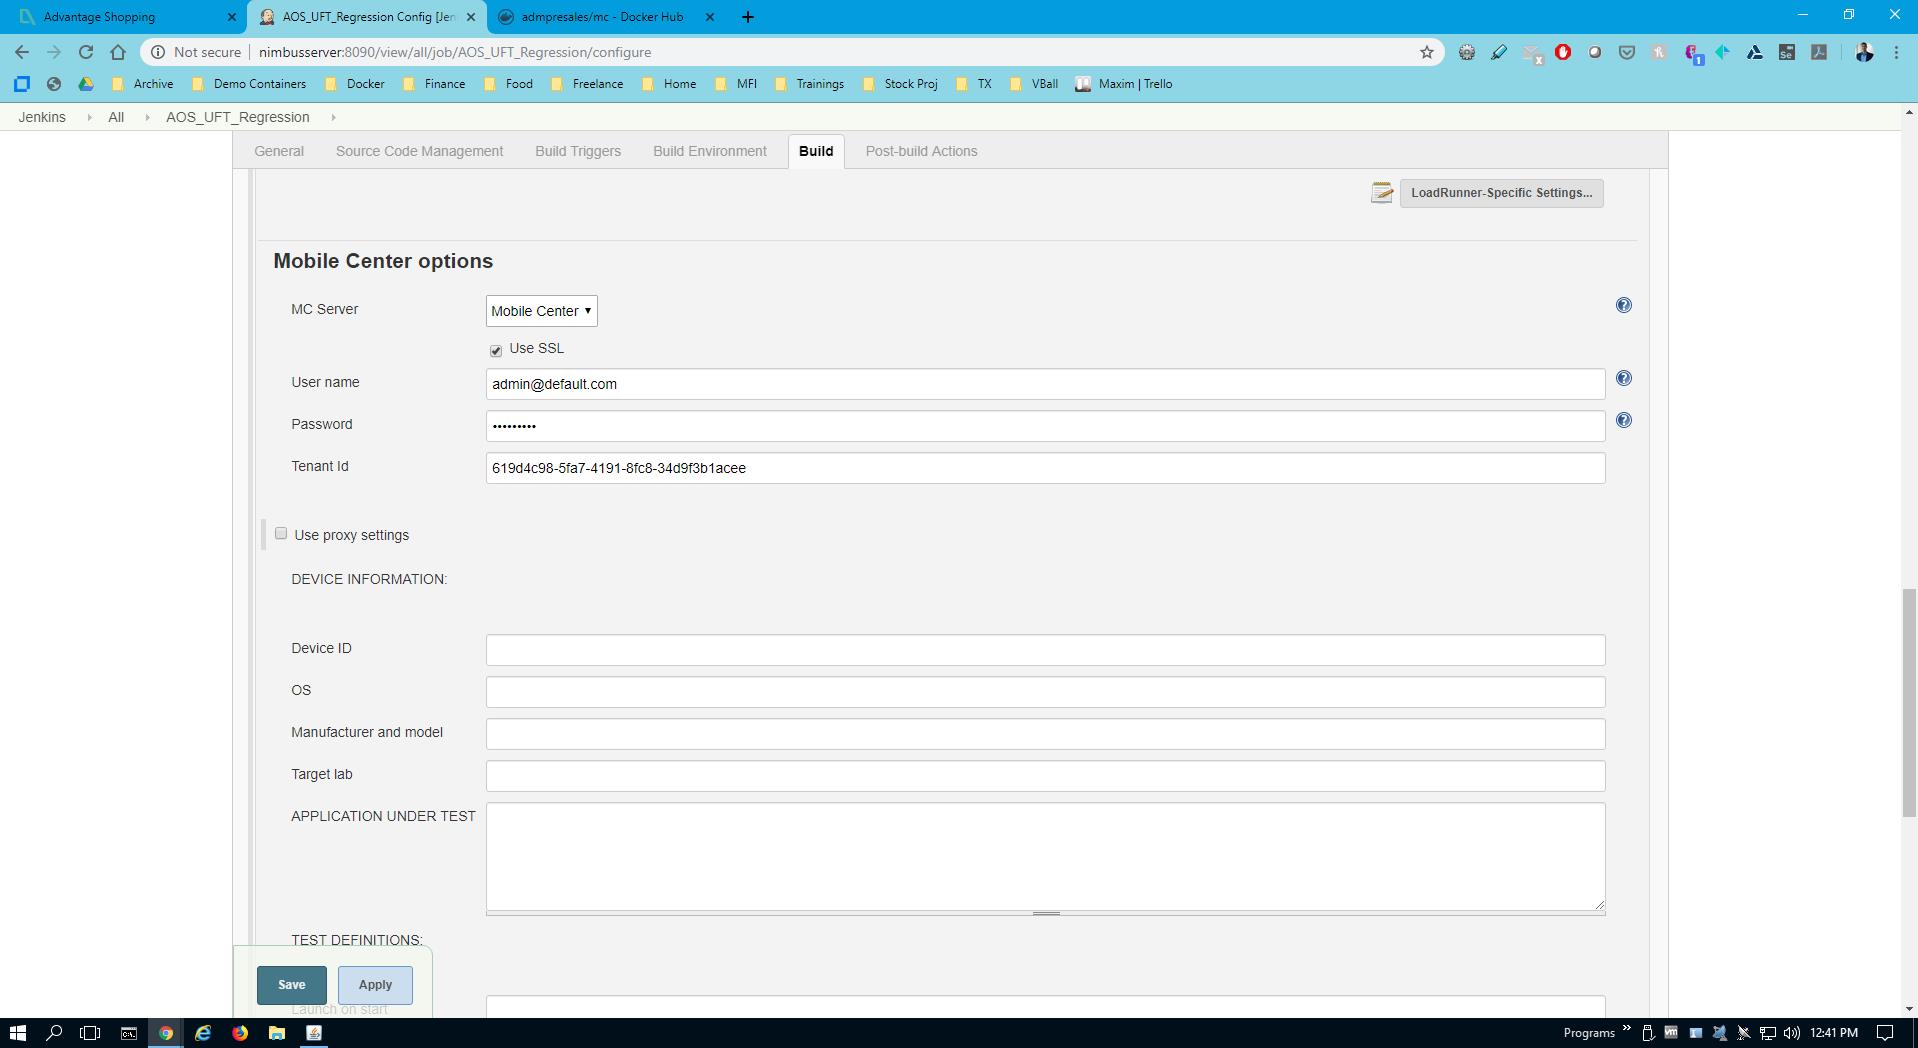 Advantage Shopping
AOS_UFT_Regression Config [Jen
admpresales/mc - Docker Hub
Not secure
nimbusserver:8090/view/all/job/AOS_UFT_Regression/configure
Archive
Demo Containers
Docker
Finance
Food
Freelance
Home
MFI
Trainings
Stock Proj
TX
VBall
Maxim | Trello
Jenkins
All
AOS_UFT_Regression
General
Source Code Management
Build Triggers
Build Environment
Build
Post-build Actions
LoadRunner-Specific Settings...
Mobile Center options
MC Server
Mobile Center
Use SSL
User name
admin@default.com
Password
•••••••••
Tenant Id
619d4c98-5fa7-4191-8fc8-34d9f3b1acee
Use proxy settings
DEVICE INFORMATION:
Device ID
OS
Manufacturer and model
Target lab
APPLICATION UNDER TEST
TEST DEFINITIONS:
Save
Apply
Launch on start
Programs
12:41 PM